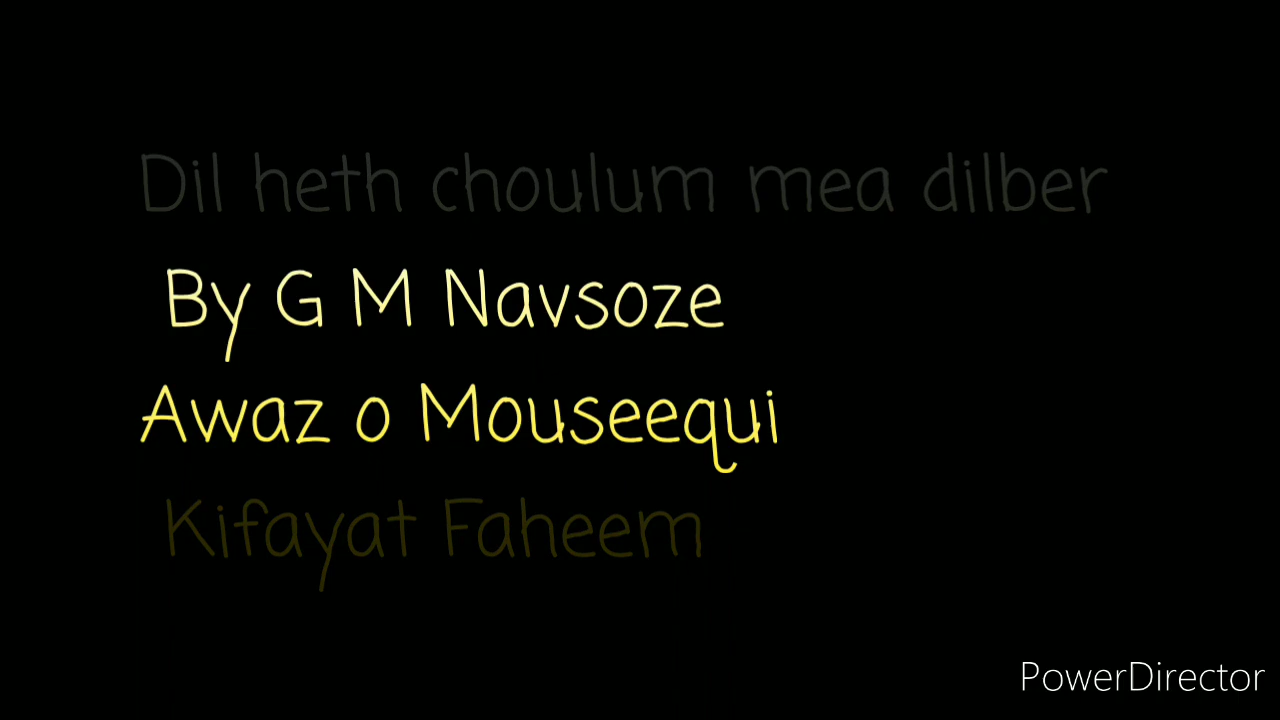 Dil heth choulum mea dilber
By G M Navsoze
Awaz o Mouseequi
Kifayat Faheem
PowerDirector